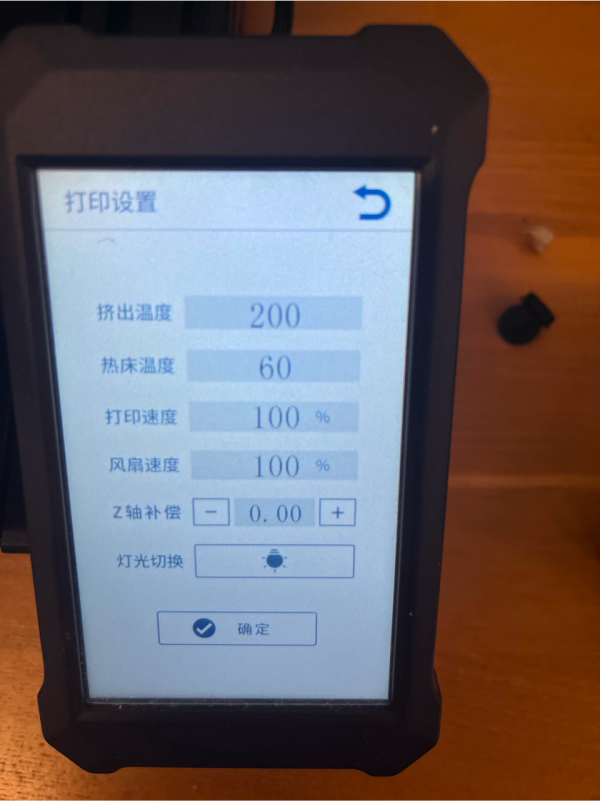 打印设置
挤出温度 200
热床温度 60
打印速度 100 %
风扇速度 100 %
Z轴补偿 - 0.00 +
灯光切换
确定